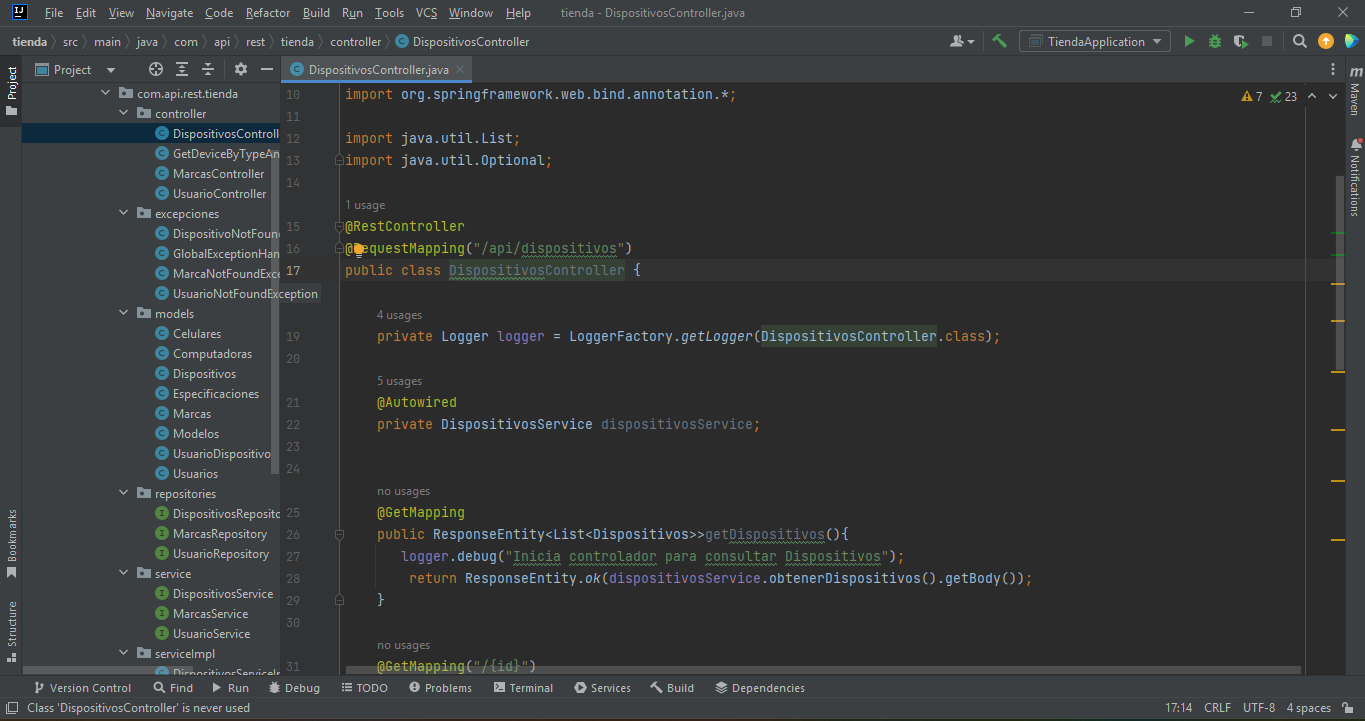 File Edit View Navigate Code Refactor Build Run Tools VCS Window Help tienda - DispositivosController.java
tienda src main java com api rest tienda controller DispositivosController TiendaApplication
Project
Project
DispositivosController.java
com.api.rest.tienda
controller
DispositivosControll
GetDeviceByTypeAn
MarcasController
UsuarioController
excepciones
DispositivoNotFoun
GlobalExceptionHan
MarcaNotFoundExce
UsuarioNotFoundException
models
Celulares
Computadoras
Dispositivos
Especificaciones
Marcas
Modelos
UsuarioDispositivo
Usuarios
repositories
DispositivosReposito
MarcasRepository
UsuarioRepository
service
DispositivosService
MarcasService
UsuarioService
serviceImpl
DispositivosServiceIr
Bookmarks
Structure
7 23
10 import org.springframework.web.bind.annotation.*;
11
12 import java.util.List;
13 import java.util.Optional;
14
1 usage
15 @RestController
16 @RequestMapping("/api/dispositivos")
17 public class DispositivosController {
4 usages
19 private Logger logger = LoggerFactory.getLogger(DispositivosController.class);
20
5 usages
21 @Autowired
22 private DispositivosService dispositivosService;
23
24
no usages
25 @GetMapping
26 public ResponseEntity<List<Dispositivos>>getDispositivos(){
27 logger.debug("Inicia controlador para consultar Dispositivos");
28 return ResponseEntity.ok(dispositivosService.obtenerDispositivos().getBody());
29 }
30
no usages
31 @GetMapping("/{id}")
m
Maven
Notifications
Version Control Find Run Debug TODO Problems Terminal Services Build Dependencies
Class 'DispositivosController' is never used 17:14 CRLF UTF-8 4 spaces